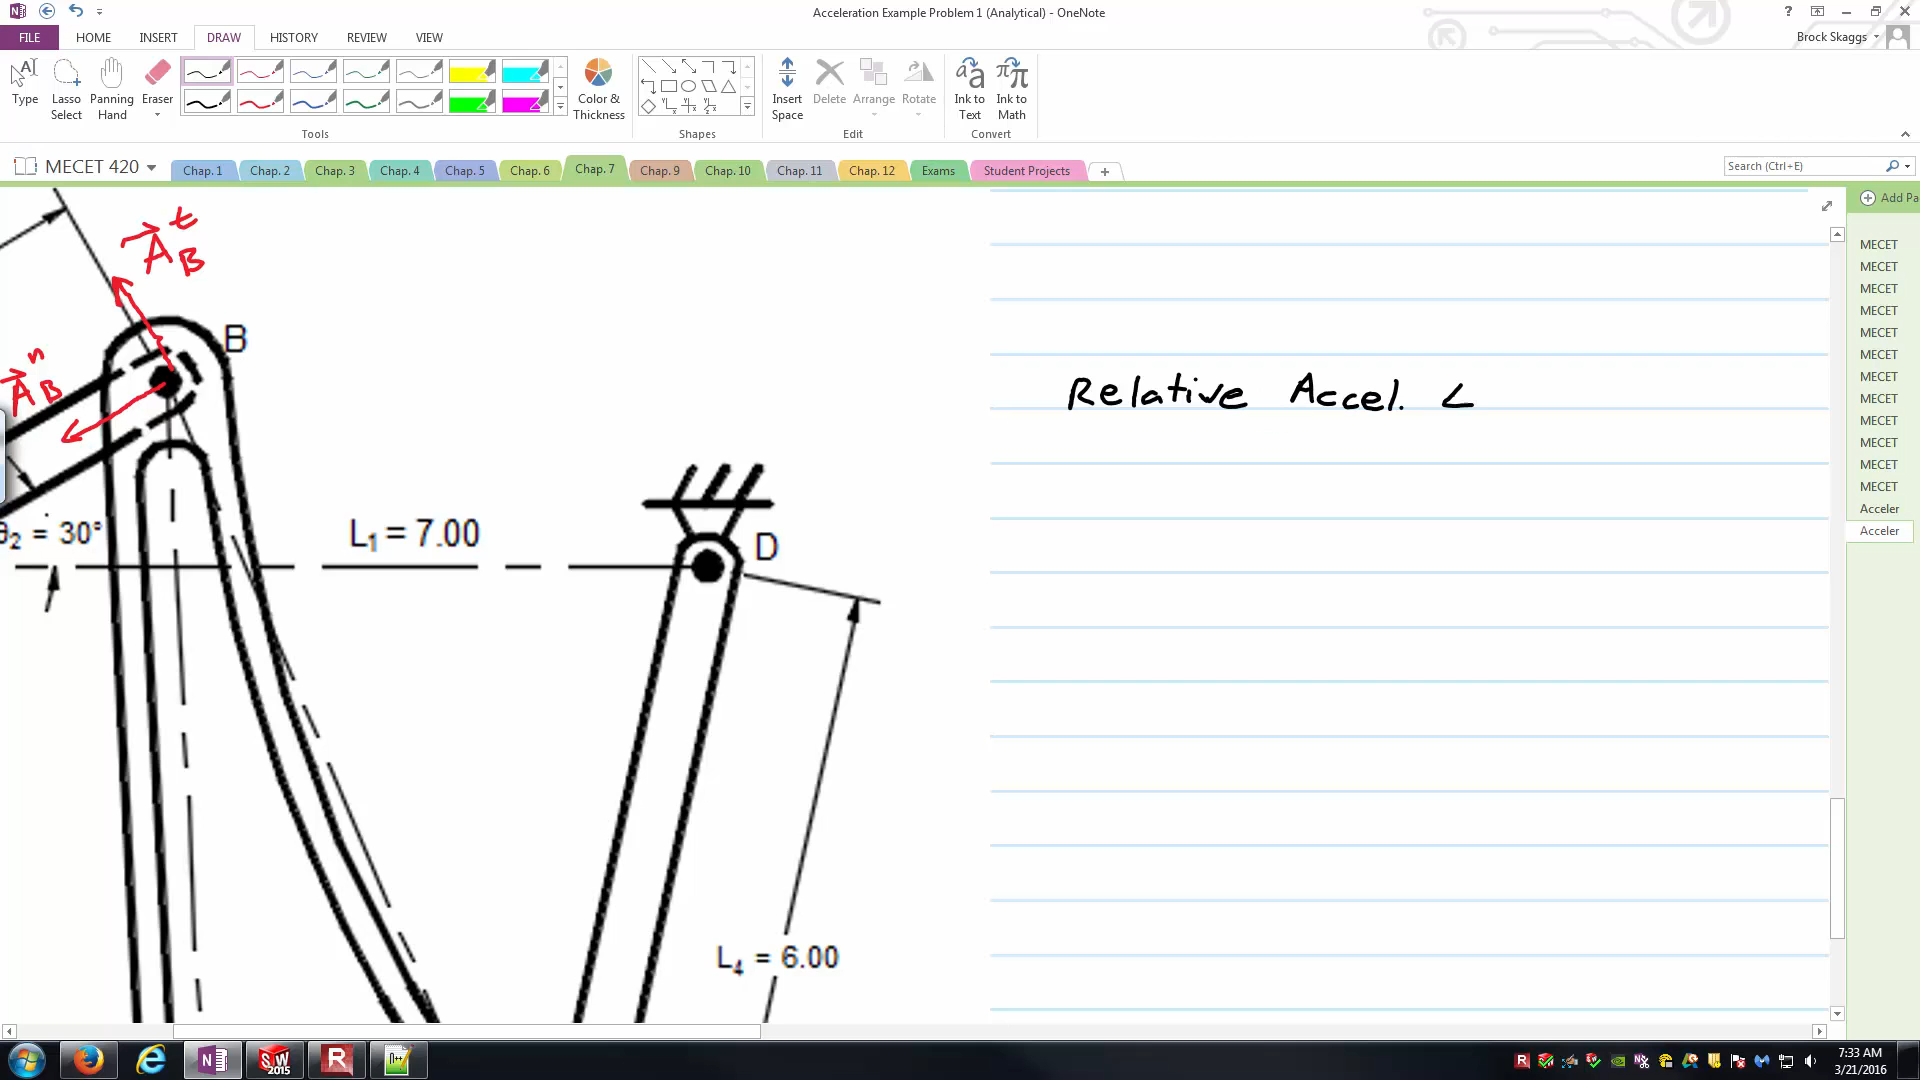 Acceleration Example Problem 1 (Analytical) - OneNote
?
FILE HOME INSERT DRAW HISTORY REVIEW VIEW
Brock Skaggs
Type
Lasso Select
Panning Hand
Eraser
Color & Thickness
Insert Space
Delete
Arrange
Rotate
Ink to Text
Ink to Math
Tools
Shapes
Edit
Convert
MECET 420
Chap. 1 Chap. 2 Chap. 3 Chap. 4 Chap. 5 Chap. 6 Chap. 7 Chap. 9 Chap. 10 Chap. 11 Chap. 12 Exams Student Projects
Search (Ctrl+E)
Add Pa
MECET
MECET
MECET
MECET
MECET
MECET
MECET
MECET
MECET
MECET
MECET
MECET
Acceler
Acceler
A B t
B
A B n
Relative Accel. <
θ2 = 30°
L1 = 7.00
D
L4 = 6.00
7:33 AM
3/21/2016